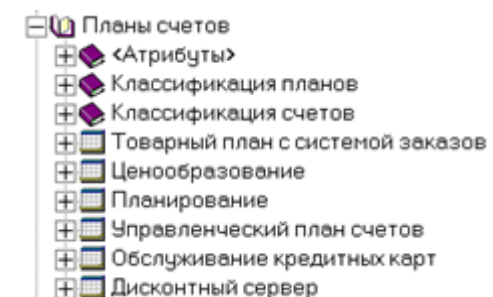 Планы счетов
<Атрибуты>
Классификация планов
Классификация счетов
Товарный план с системой заказов
Ценообразование
Планирование
Управленческий план счетов
Обслуживание кредитных карт
Дисконтный сервер